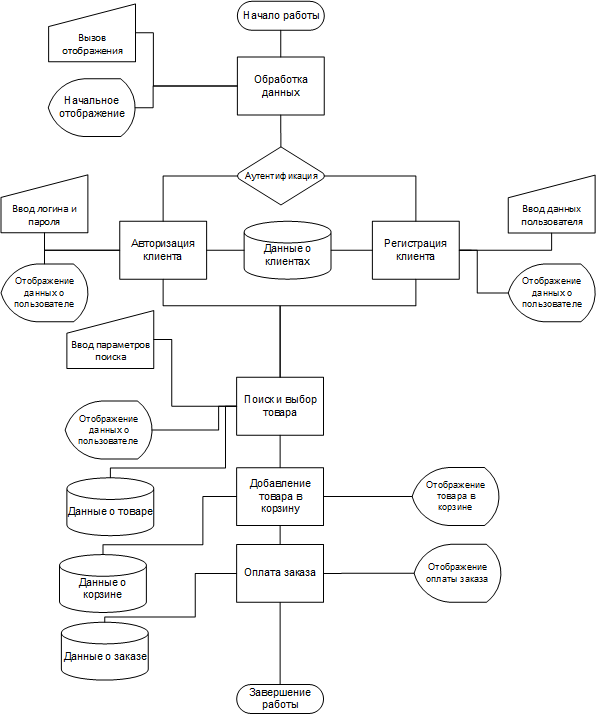 Начало работы
Вызов
отображения
Обработка
данных
Начальное
отображение
Аутентификация
Ввод логина и
пароля
Ввод данных
пользователя
Авторизация
клиента
Данные о
клиентах
Регистрация
клиента
Отображение
данных о
пользователе
Отображение
данных о
пользователе
Ввод параметров
поиска
Поиск и выбор
товара
Отображение
данных о
пользователе
Данные о товаре
Добавление
товара в
корзину
Отображение
товара в
корзине
Данные о
корзине
Оплата заказа
Отображение
оплаты заказа
Данные о заказе
Завершение
работы